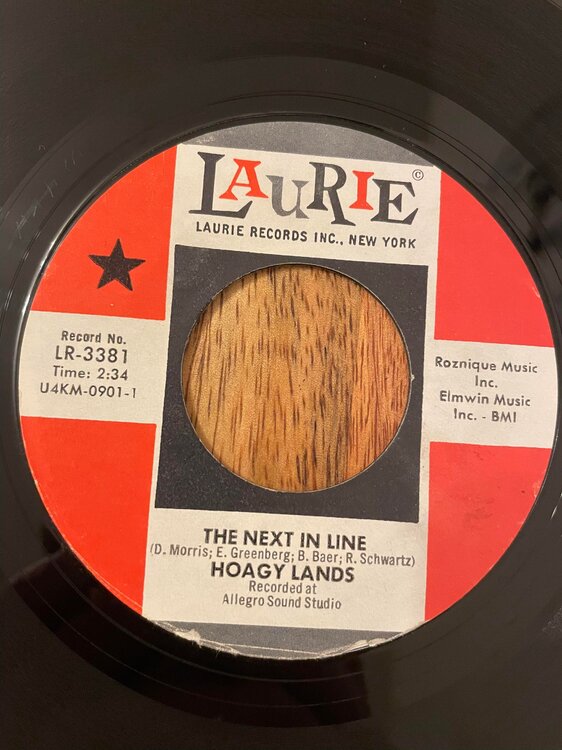 LAURIE ©
LAURIE RECORDS INC., NEW YORK
Record No.
LR-3381
Time: 2:34
U4KM-0901-1
Roznique Music
Inc.
Elmwin Music
Inc. - BMI
THE NEXT IN LINE
(D. Morris; E. Greenberg; B. Baer; R. Schwartz)
HOAGY LANDS
Recorded at
Allegro Sound Studio